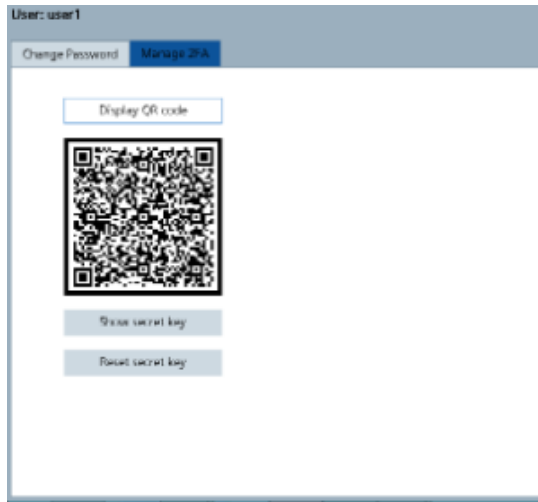 User: user1
Change Password Manage 2FA
Display QR code
Show secret key
Reset secret key